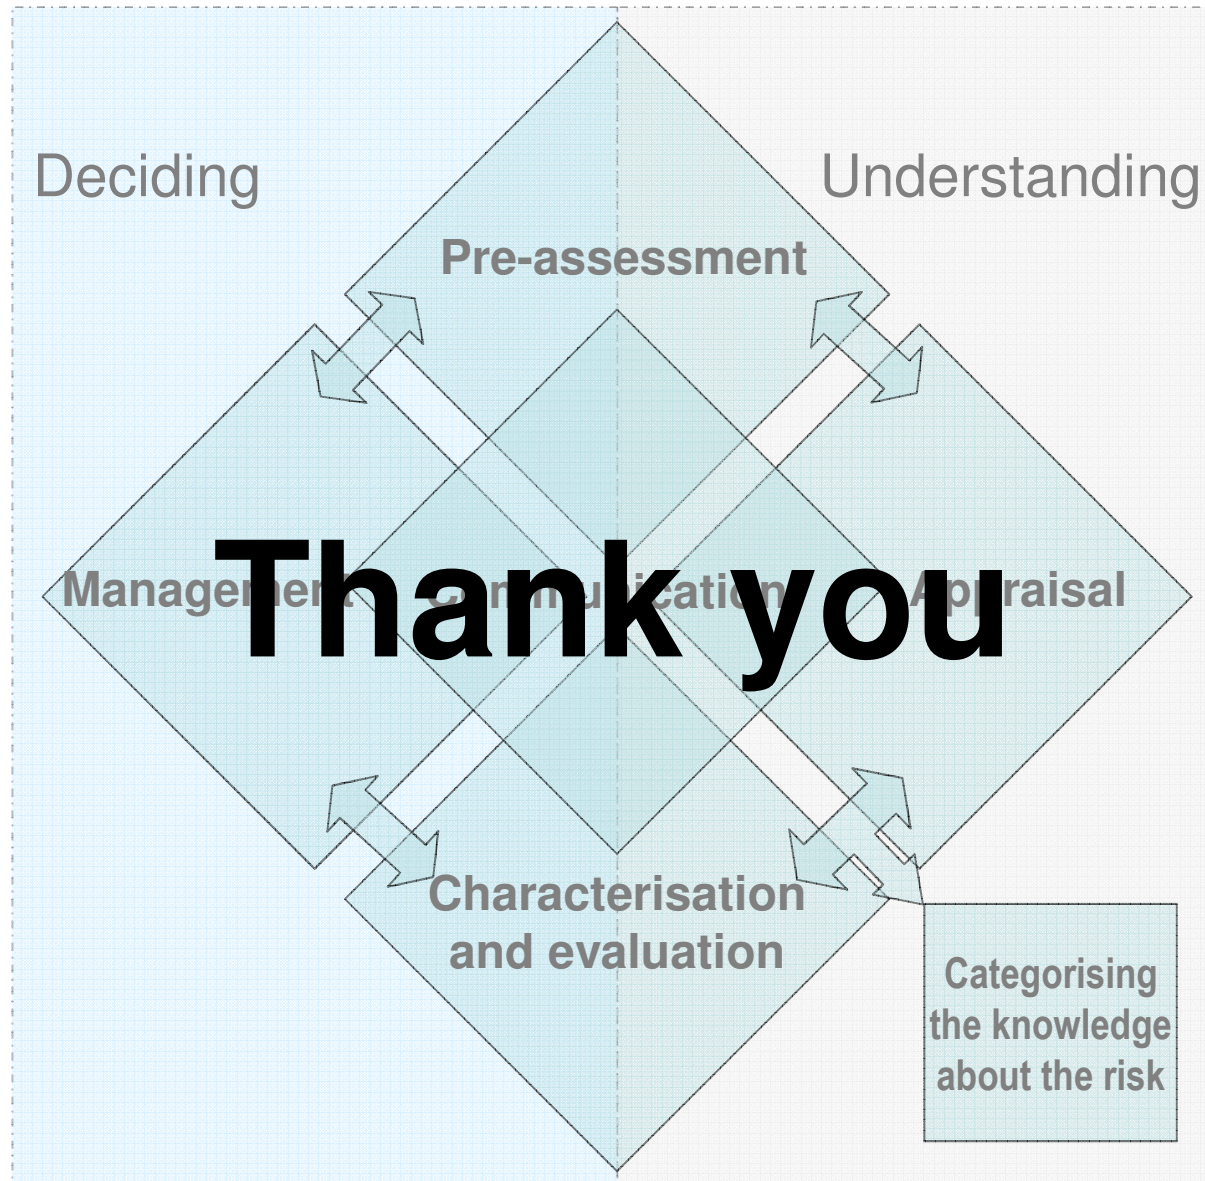 Deciding
Understanding
Pre-assessment
Management
Communication
Appraisal
Thank you
Characterisation
and evaluation
Categorising
the knowledge
about the risk